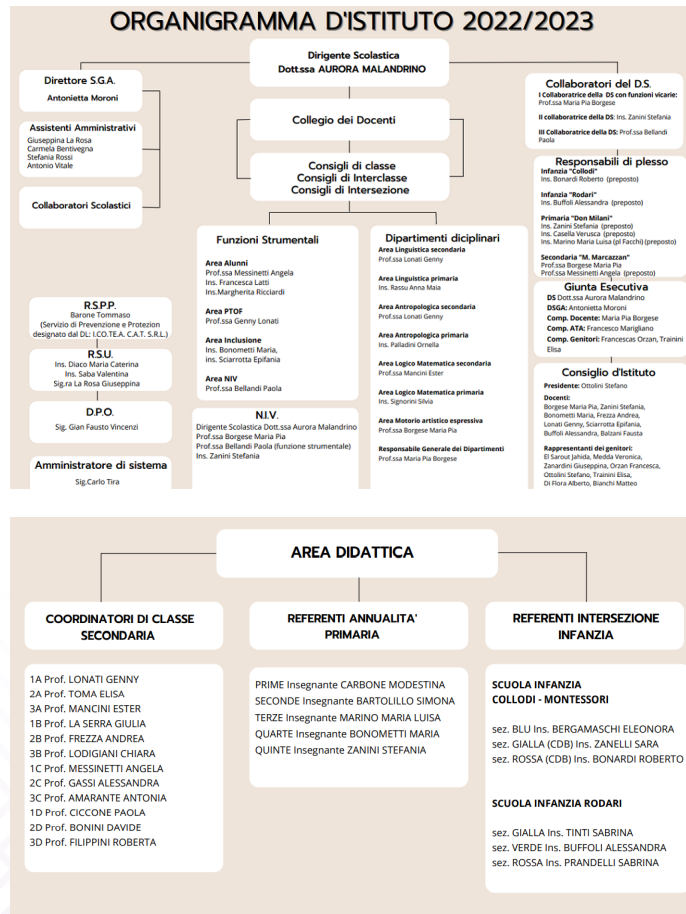 ORGANIGRAMMA D'ISTITUTO 2022/2023
Dirigente Scolastica
Dott.ssa AURORA MALANDRINO
Direttore S.G.A.
Antonietta Moroni
Assistenti Amministrativi
Giuseppina La Rosa
Carmela Bentivegna
Stefania Rossi
Antonio Vitale
Collaboratori Scolastici
Collegio dei Docenti
Consigli di classe
Consigli di Interclasse
Consigli di Intersezione
Collaboratori del D.S.
I Collaboratrice della DS con funzioni vicarie:
Prof.ssa Maria Pia Borgese
II collaboratrice della DS: Ins. Zanini Stefania
III Collaboratrice della DS: Prof.ssa Bellandi
Paola
Responsabili di plesso
Infanzia "Collodi"
Ins. Bonardi Roberto (preposto)
Infanzia "Rodari"
Ins. Buffoli Alessandra (preposto)
Primaria "Don Milani"
Ins. Zanini Stefania (preposto)
Ins. Casella Verusca (preposto)
Ins. Marino Maria Luisa (pl Facchi) (preposto)
Secondaria "M. Marcazzan"
Prof.ssa Borgese Maria Pia
Prof.ssa Messinetti Angela (preposto)
Funzioni Strumentali
Area Alunni
Prof.ssa Messinetti Angela
Ins. Francesca Latti
Ins.Margherita Ricciardi
Area PTOF
Prof.ssa Genny Lonati
Area Inclusione
Ins. Bonometti Maria,
ins. Sciarrotta Epifania
Area NIV
Prof.ssa Bellandi Paola
Dipartimenti diciplinari
Area Linguistica secondaria
Prof.ssa Lonati Genny
Area Linguistica primaria
Ins. Rassu Anna Maia
Area Antropologica secondaria
Prof.ssa Lonati Genny
Area Antropologica primaria
Ins. Palladini Ornella
Area Logico Matematica secondaria
Prof.ssa Mancini Ester
Area Logico Matematica primaria
Ins. Signorini Silvia
Area Motorio artistico espressiva
Prof.ssa Borgese Maria Pia
Responsabile Generale dei Dipartimenti
Prof.ssa Maria Pia Borgese
R.S.P.P.
Barone Tommaso
(Servizio di Prevenzione e Protezion
designato dal DL: I.CO.TE.A. C.A.T. S.R.L.)
R.S.U.
Ins. Diaco Maria Caterina
Ins. Saba Valentina
Sig.ra La Rosa Giuseppina
D.P.O.
Sig. Gian Fausto Vincenzi
Amministratore di sistema
Sig.Carlo Tira
N.I.V.
Dirigente Scolastica Dott.ssa Aurora Malandrino
Prof.ssa Borgese Maria Pia
Prof.ssa Bellandi Paola (funzione strumentale)
Ins. Zanini Stefania
Giunta Esecutiva
DS Dott.ssa Aurora Malandrino
DSGA: Antonietta Moroni
Comp. Docente: Maria Pia Borgese
Comp. ATA: Francesco Marigliano
Comp. Genitori: Francescas Orzan, Trainini
Elisa
Consiglio d'Istituto
Presidente: Ottolini Stefano
Docenti:
Borgese Maria Pia, Zanini Stefania,
Bonometti Maria, Frezza Andrea,
Lonati Genny, Sciarrotta Epifania,
Buffoli Alessandra, Balzani Fausta
Rappresentanti dei genitori:
El Sarout Jahida, Medda Veronica,
Zanardini Giuseppina, Orzan Francesca,
Ottolini Stefano, Trainini Elisa,
Di Flora Alberto, Bianchi Matteo
AREA DIDATTICA
COORDINATORI DI CLASSE
SECONDARIA
1A Prof. LONATI GENNY
2A Prof. TOMA ELISA
3A Prof. MANCINI ESTER
1B Prof. LA SERRA GIULIA
2B Prof. FREZZA ANDREA
3B Prof. LODIGIANI CHIARA
1C Prof. MESSINETTI ANGELA
2C Prof. GASSI ALESSANDRA
3C Prof. AMARANTE ANTONIA
1D Prof. CICCONE PAOLA
2D Prof. BONINI DAVIDE
3D Prof. FILIPPINI ROBERTA
REFERENTI ANNUALITA'
PRIMARIA
PRIME Insegnante CARBONE MODESTINA
SECONDE Insegnante BARTOLILLO SIMONA
TERZE Insegnante MARINO MARIA LUISA
QUARTE Insegnante BONOMETTI MARIA
QUINTE Insegnante ZANINI STEFANIA
REFERENTI INTERSEZIONE
INFANZIA
SCUOLA INFANZIA
COLLODI - MONTESSORI
sez. BLU Ins. BERGAMASCHI ELEONORA
sez. GIALLA (CDB) Ins. ZANELLI SARA
sez. ROSSA (CDB) Ins. BONARDI ROBERTO
SCUOLA INFANZIA RODARI
sez. GIALLA Ins. TINTI SABRINA
sez. VERDE Ins. BUFFOLI ALESSANDRA
sez. ROSSA Ins. PRANDELLI SABRINA